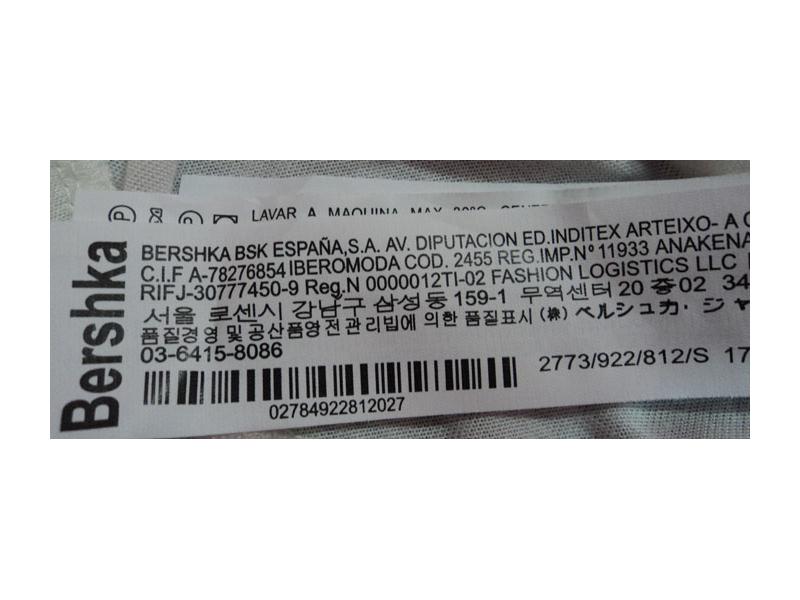 LAVAR A MAQUINA MAX
Bershka
BERSHKA BSK ESPAÑA,S.A. AV. DIPUTACION ED.INDITEX ARTEIXO- A
C.I.F A-78276854 IBEROMODA COD. 2455 REG.IMP.Nº 11933 ANAKENA
RIFJ-30777450-9 Reg.N 0000012TI-02 FASHION LOGISTICS LLC
서울 로센시 강남구 삼성동 159-1 무역센터 20 층02 34
품질경영 및 공산품영전관리빕에 의한 품질표시 (株) ベルシュカ・ジャ
03-6415-8086
2773/922/812/S 17
02784922812027